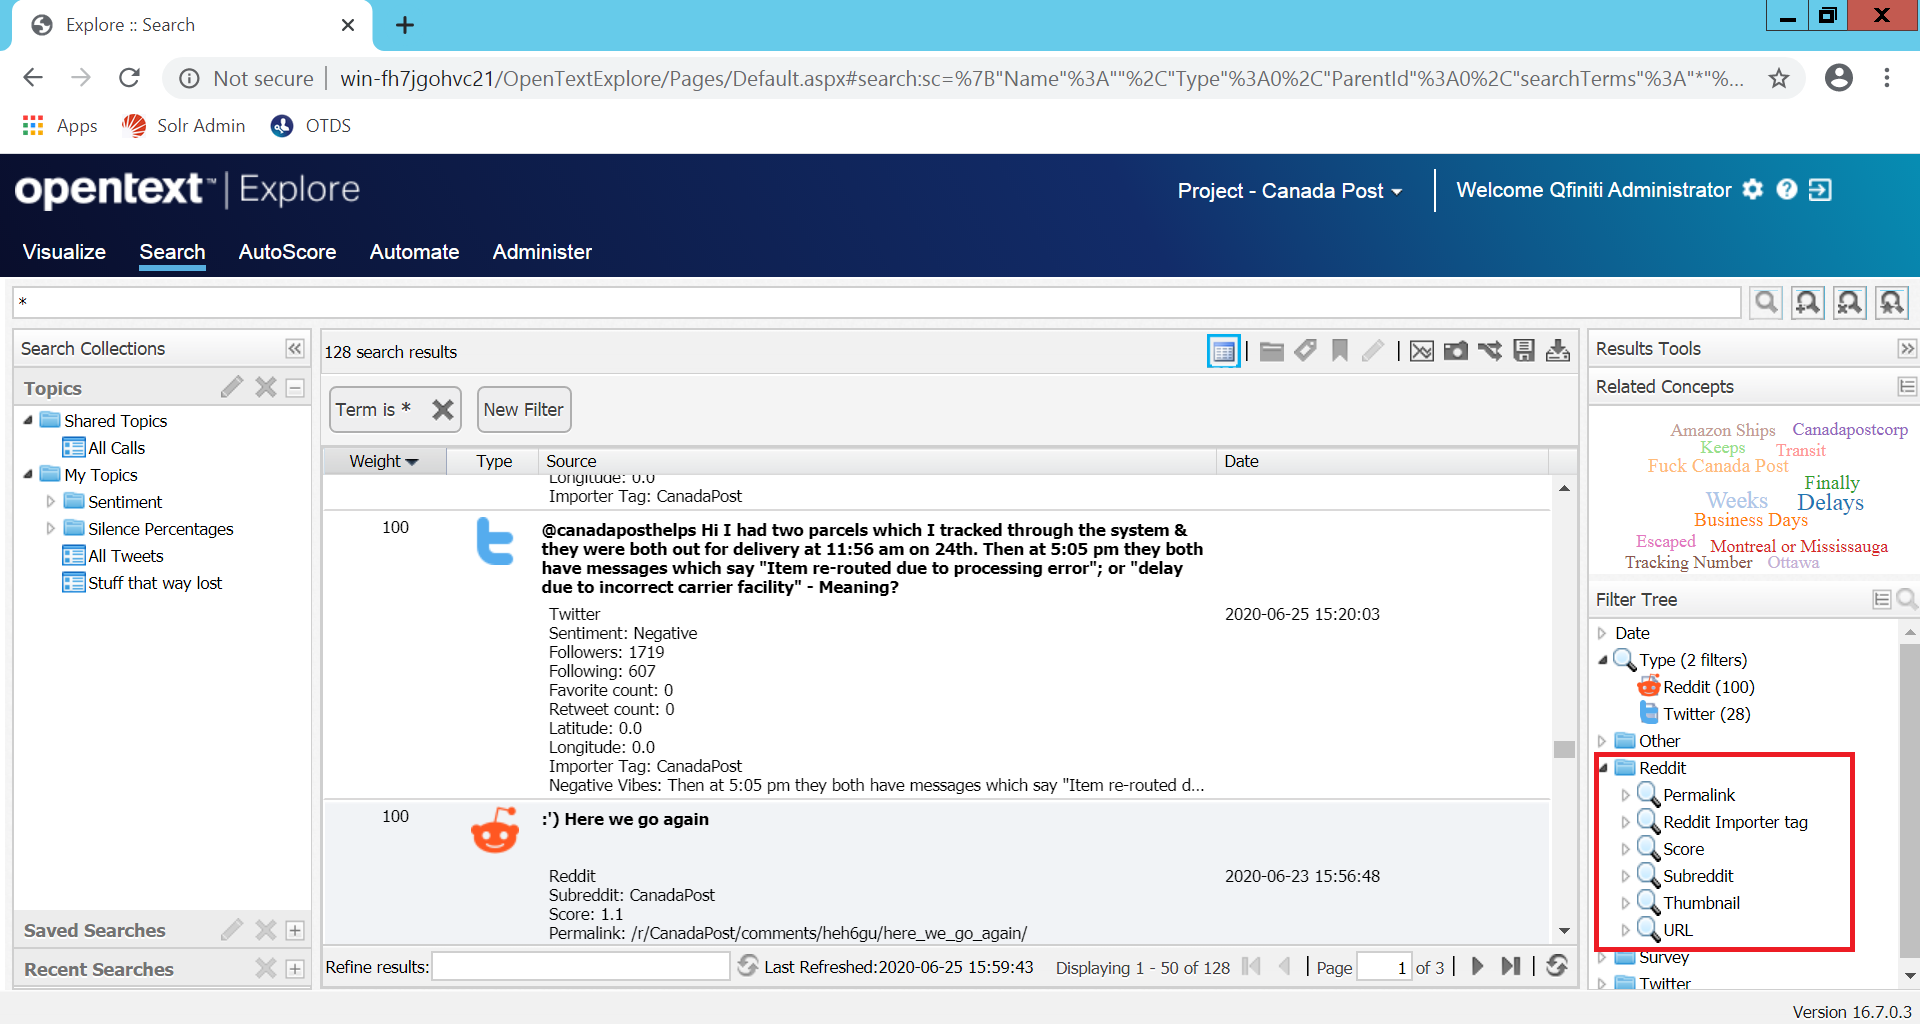 Explore :: Search
Not secure | win-fh7jgohvc21/OpenTextExplore/Pages/Default.aspx#search:sc=%7B"Name"%3A""%2C"Type"%3A0%2C"ParentId"%3A0%2C"searchTerms"%3A"*"%...
Apps Solr Admin OTDS
opentext™ | Explore
Project - Canada Post
Welcome Qfiniti Administrator
Visualize Search AutoScore Automate Administer
*
Search Collections
Topics
Shared Topics
All Calls
My Topics
Sentiment
Silence Percentages
All Tweets
Stuff that way lost
Saved Searches
Recent Searches
128 search results
Term is *
New Filter
Weight Type Source Date
Longitude: 0.0
Importer Tag: CanadaPost
100
@canadaposthelps Hi I had two parcels which I tracked through the system &
they were both out for delivery at 11:56 am on 24th. Then at 5:05 pm they both
have messages which say "Item re-routed due to processing error"; or "delay
due to incorrect carrier facility" - Meaning?
Twitter 2020-06-25 15:20:03
Sentiment: Negative
Followers: 1719
Following: 607
Favorite count: 0
Retweet count: 0
Latitude: 0.0
Longitude: 0.0
Importer Tag: CanadaPost
Negative Vibes: Then at 5:05 pm they both have messages which say "Item re-routed d...
100
:') Here we go again
Reddit 2020-06-23 15:56:48
Subreddit: CanadaPost
Score: 1.1
Permalink: /r/CanadaPost/comments/heh6gu/here_we_go_again/
Refine results:
Last Refreshed:2020-06-25 15:59:43
Displaying 1 - 50 of 128
Page 1 of 3
Results Tools
Related Concepts
Amazon Ships Canadapostcorp
Keeps Transit
Fuck Canada Post
Finally
Weeks Delays
Business Days
Escaped Montreal or Mississauga
Tracking Number Ottawa
Filter Tree
Date
Type (2 filters)
Reddit (100)
Twitter (28)
Other
Reddit
Permalink
Reddit Importer tag
Score
Subreddit
Thumbnail
URL
Survey
Twitter
Version 16.7.0.3